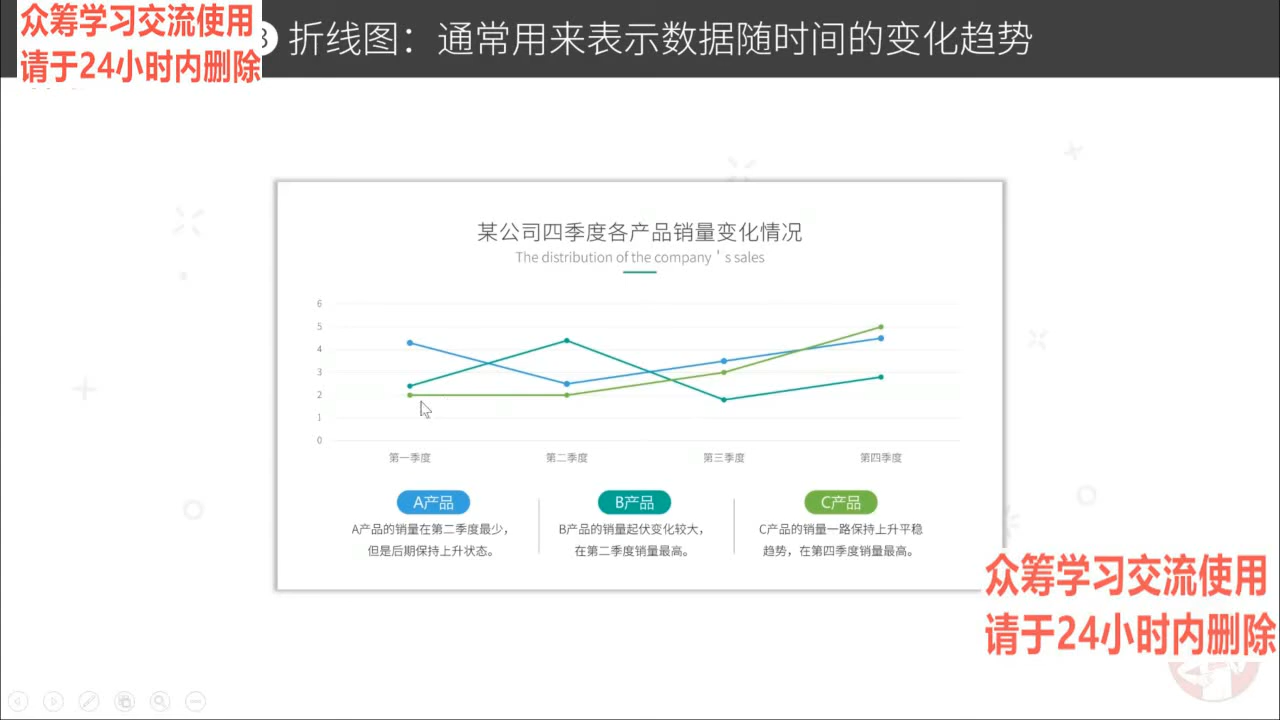 众筹学习交流使用
请于24小时内删除
3 折线图：通常用来表示数据随时间的变化趋势
某公司四季度各产品销量变化情况
The distribution of the company ' s sales
6
5
4
3
2
1
0
第一季度 第二季度 第三季度 第四季度
A产品 B产品 C产品
A产品的销量在第二季度最少， B产品的销量起伏变化较大， C产品的销量一路保持上升平稳
但是后期保持上升状态。 在第二季度销量最高。 趋势，在第四季度销量最高。
众筹学习交流使用
请于24小时内删除